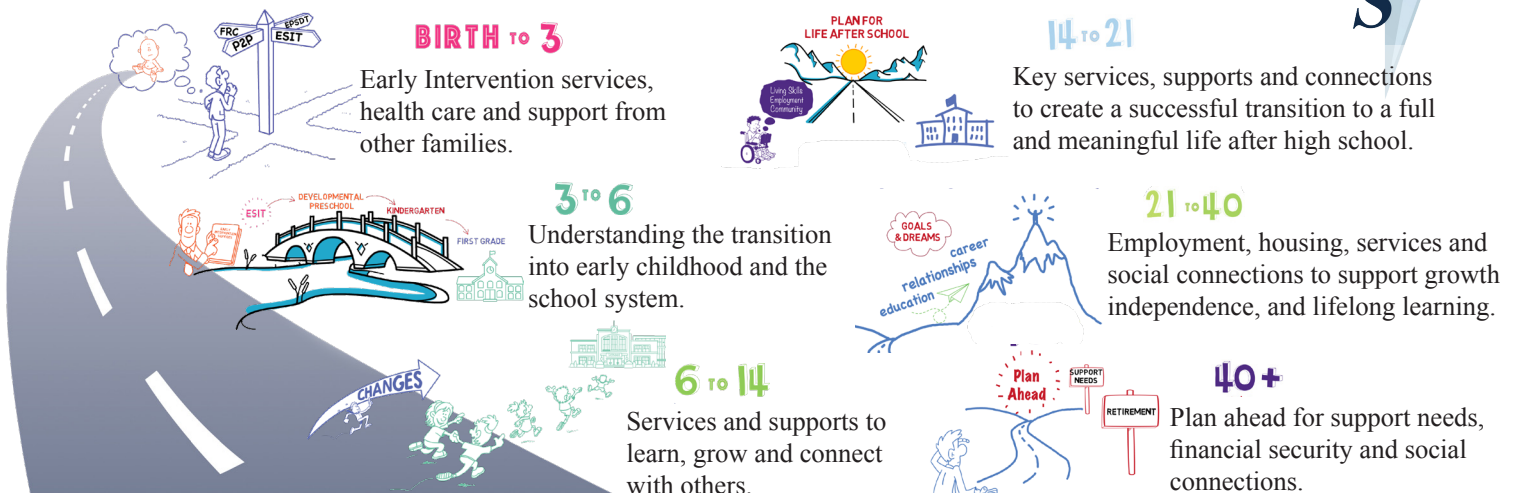 FRC
P2P
EPSDT
ESIT
BIRTH TO 3
Early Intervention services,
health care and support from
other families.
ESIT
DEVELOPMENTAL
PRESCHOOL
KINDERGARTEN
FIRST GRADE
3 TO 6
Understanding the transition
into early childhood and the
school system.
CHANGES
6 TO 14
Services and supports to
learn, grow and connect
with others.
PLAN FOR
LIFE AFTER SCHOOL
Living Skills
Employment
Community
14 TO 21
Key services, supports and connections
to create a successful transition to a full
and meaningful life after high school.
GOALS
& DREAMS
career
relationships
education
21 TO 40
Employment, housing, services and
social connections to support growth
independence, and lifelong learning.
Plan
Ahead
SUPPORT
NEEDS
RETIREMENT
40 +
Plan ahead for support needs,
financial security and social
connections.